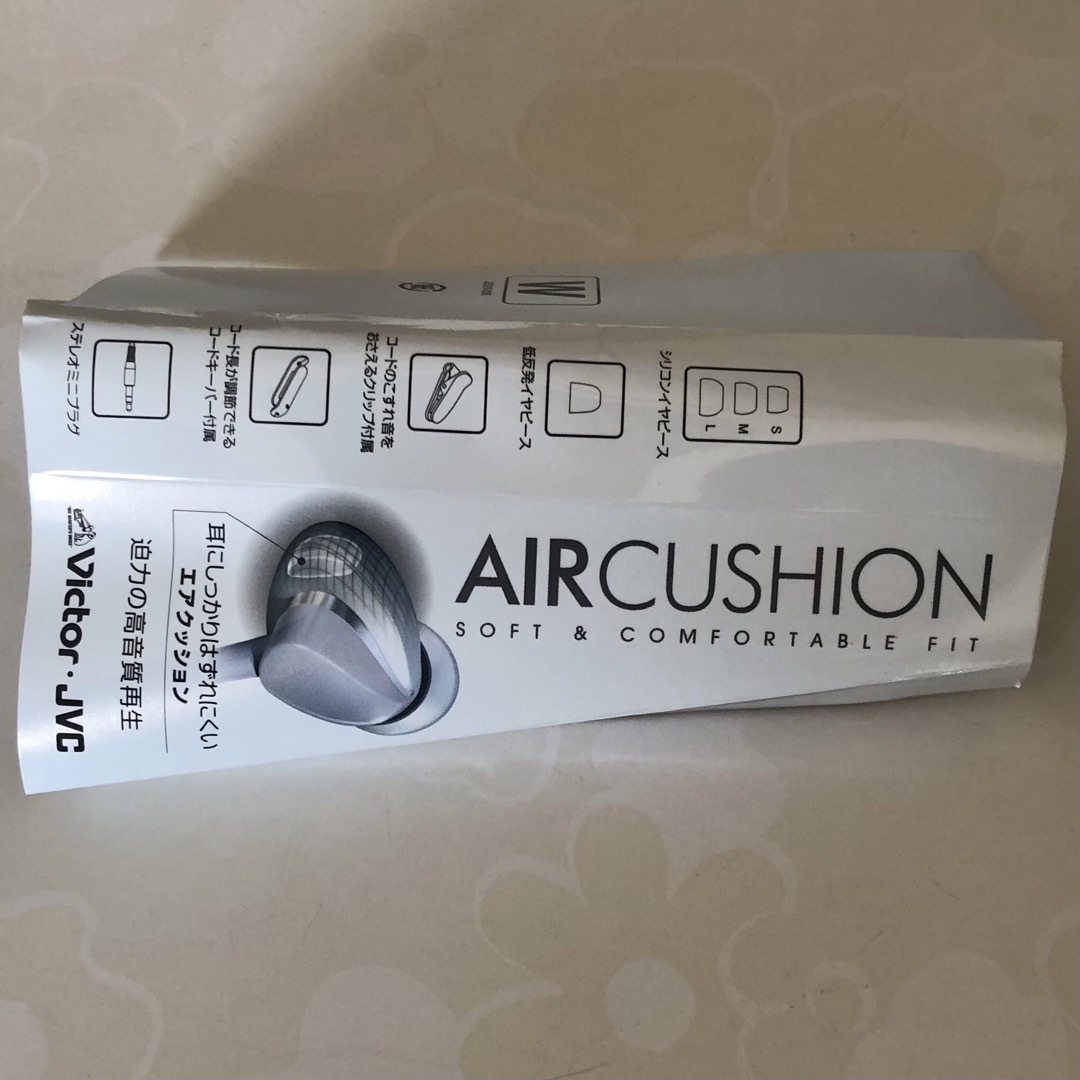 AIRCUSHION
SOFT & COMFORTABLE FIT
耳にしっかりはずれにくい
エアクッション
迫力の高音質再生
Victor・JVC
S
M
L
シリコンイヤピース
低反発イヤピース
コードのこすれ音を
おさえるクリップ付属
コード長が調節できる
コードキーパー付属
ステレオミニプラグ
W